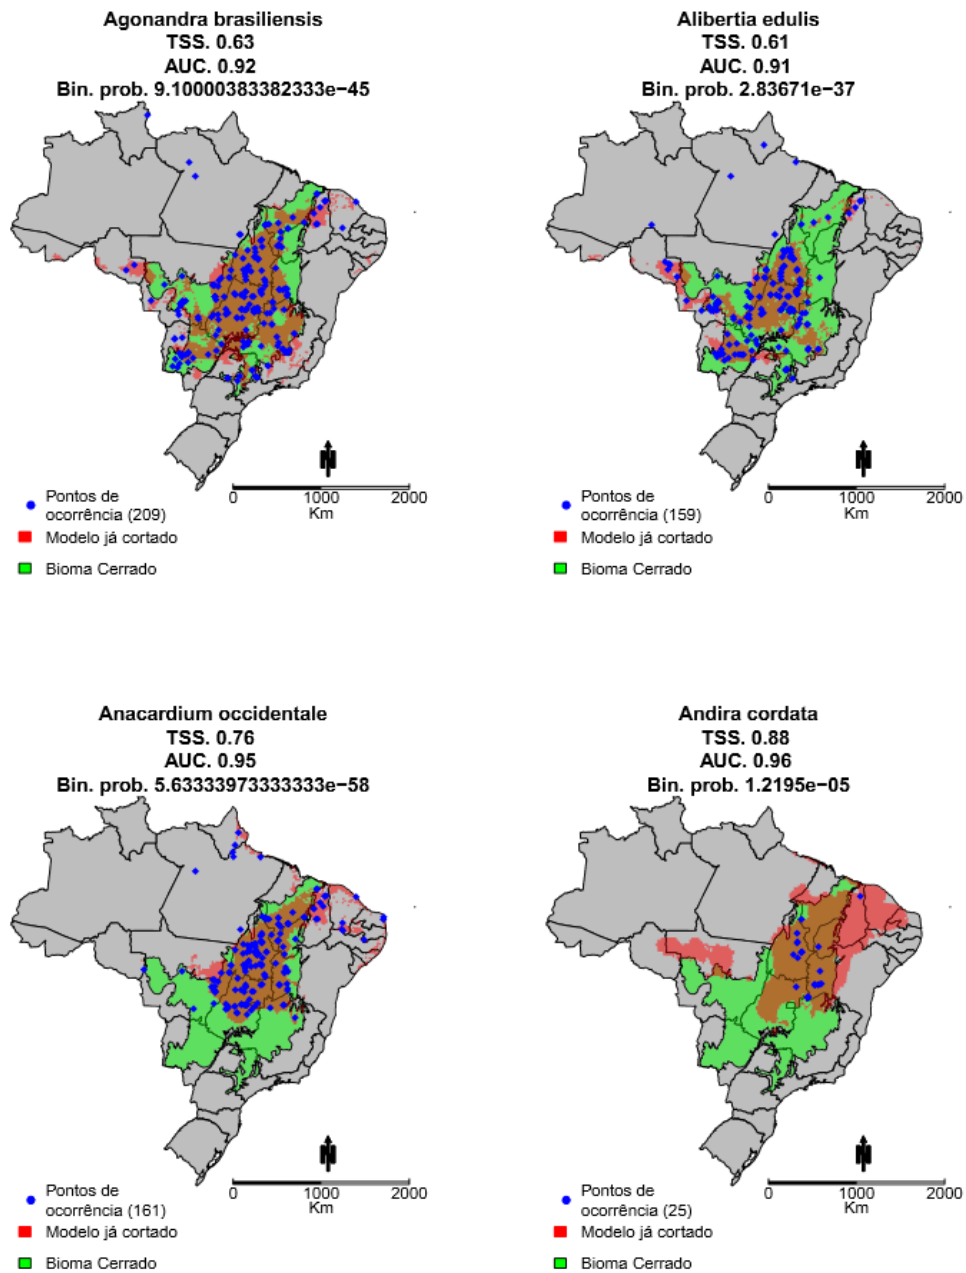 Agonandra brasiliensis
TSS. 0.63
AUC. 0.92
Bin. prob. 9.10000383382333e−45
N
0 1000 2000
Km
Pontos de
ocorrência (209)
Modelo já cortado
Bioma Cerrado
Alibertia edulis
TSS. 0.61
AUC. 0.91
Bin. prob. 2.83671e−37
N
0 1000 2000
Km
Pontos de
ocorrência (159)
Modelo já cortado
Bioma Cerrado
Anacardium occidentale
TSS. 0.76
AUC. 0.95
Bin. prob. 5.63333973333333e−58
N
0 1000 2000
Km
Pontos de
ocorrência (161)
Modelo já cortado
Bioma Cerrado
Andira cordata
TSS. 0.88
AUC. 0.96
Bin. prob. 1.2195e−05
N
0 1000 2000
Km
Pontos de
ocorrência (25)
Modelo já cortado
Bioma Cerrado